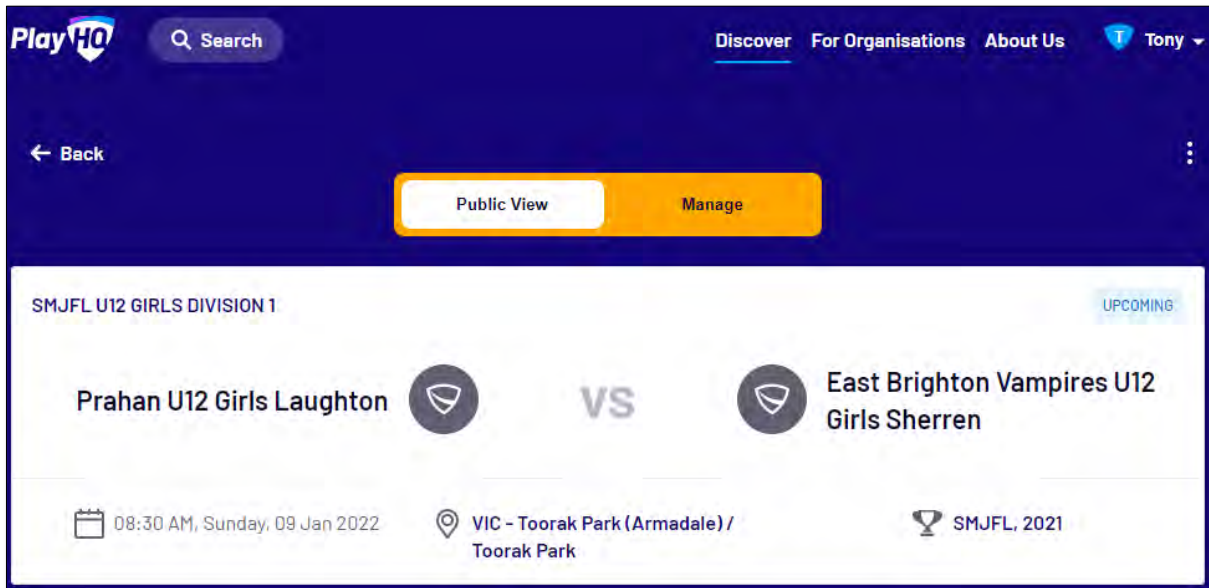 PlayHQ
Search
Discover
For Organisations
About Us
T
Tony
← Back
Public View
Manage
SMJFL U12 GIRLS DIVISION 1
UPCOMING
Prahan U12 Girls Laughton
VS
East Brighton Vampires U12
Girls Sherren
08:30 AM, Sunday, 09 Jan 2022
VIC - Toorak Park (Armadale) /
Toorak Park
SMJFL, 2021